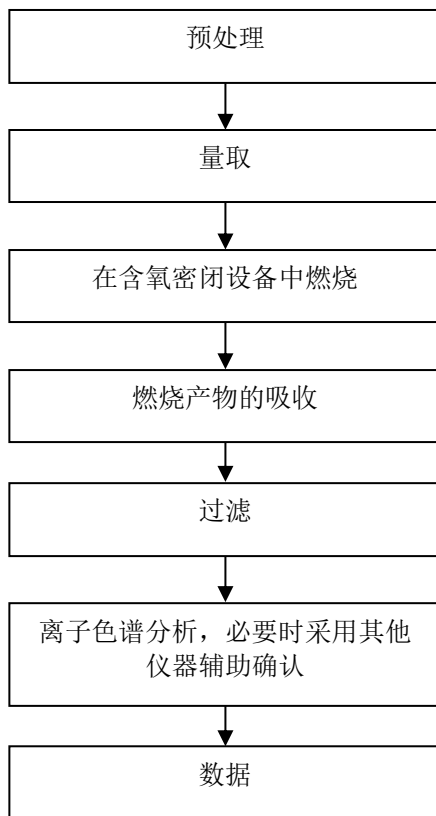 预处理
量取
在含氧密闭设备中燃烧
燃烧产物的吸收
过滤
离子色谱分析，必要时采用其他
仪器辅助确认
数据